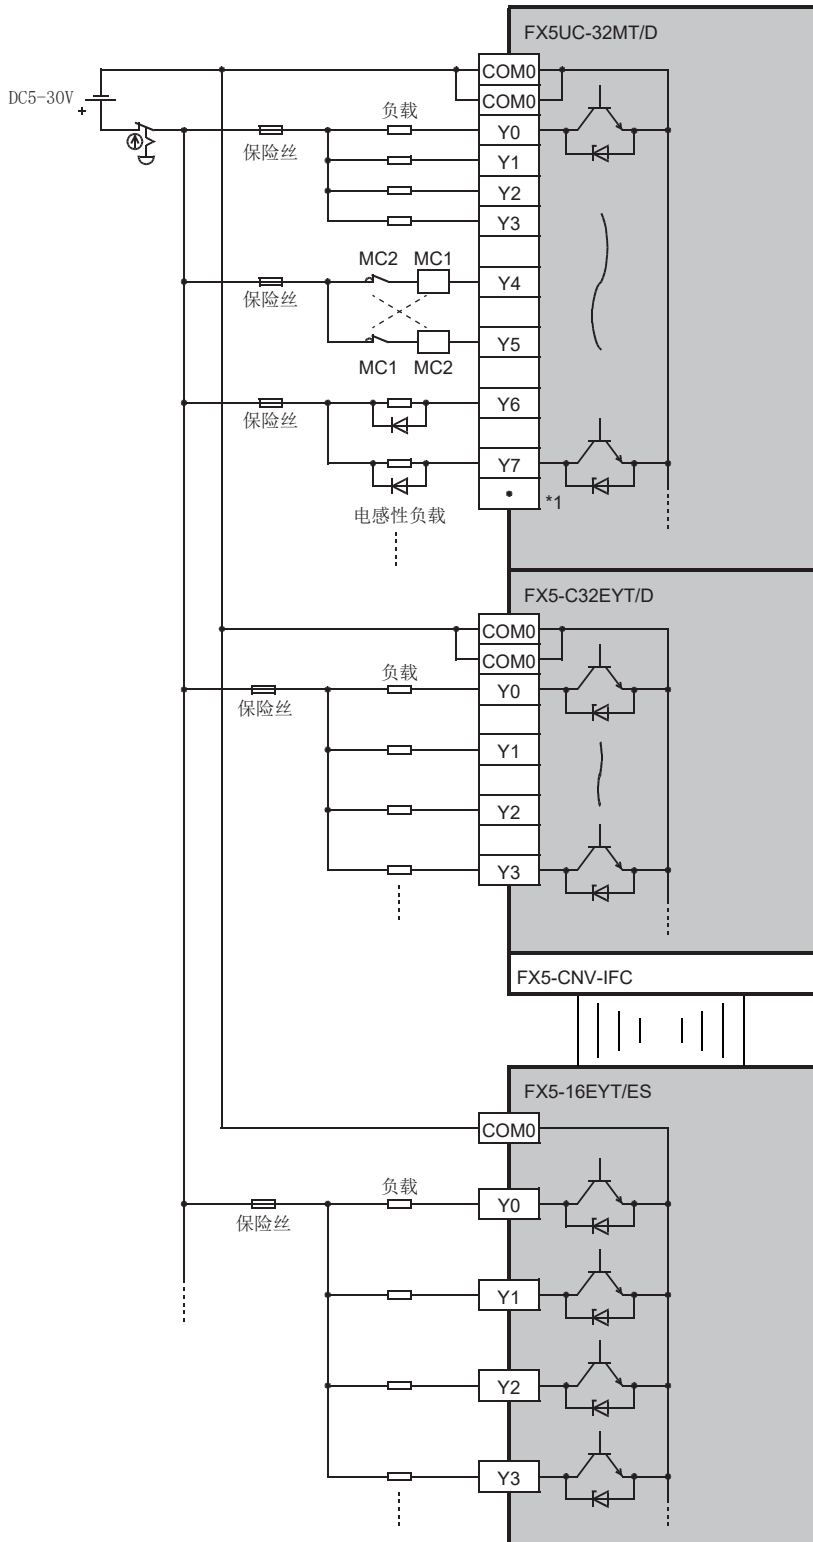 FX5UC-32MT/D
COM0
DC5-30V
+
COM0
负载
Y0
保险丝
Y1
Y2
Y3
MC2 MC1
Y4
保险丝
Y5
MC1 MC2
Y6
保险丝
Y7
• *1
电感性负载
FX5-C32EYT/D
COM0
COM0
负载
Y0
保险丝
Y1
Y2
Y3
FX5-CNV-IFC
FX5-16EYT/ES
COM0
负载
Y0
保险丝
Y1
Y2
Y3